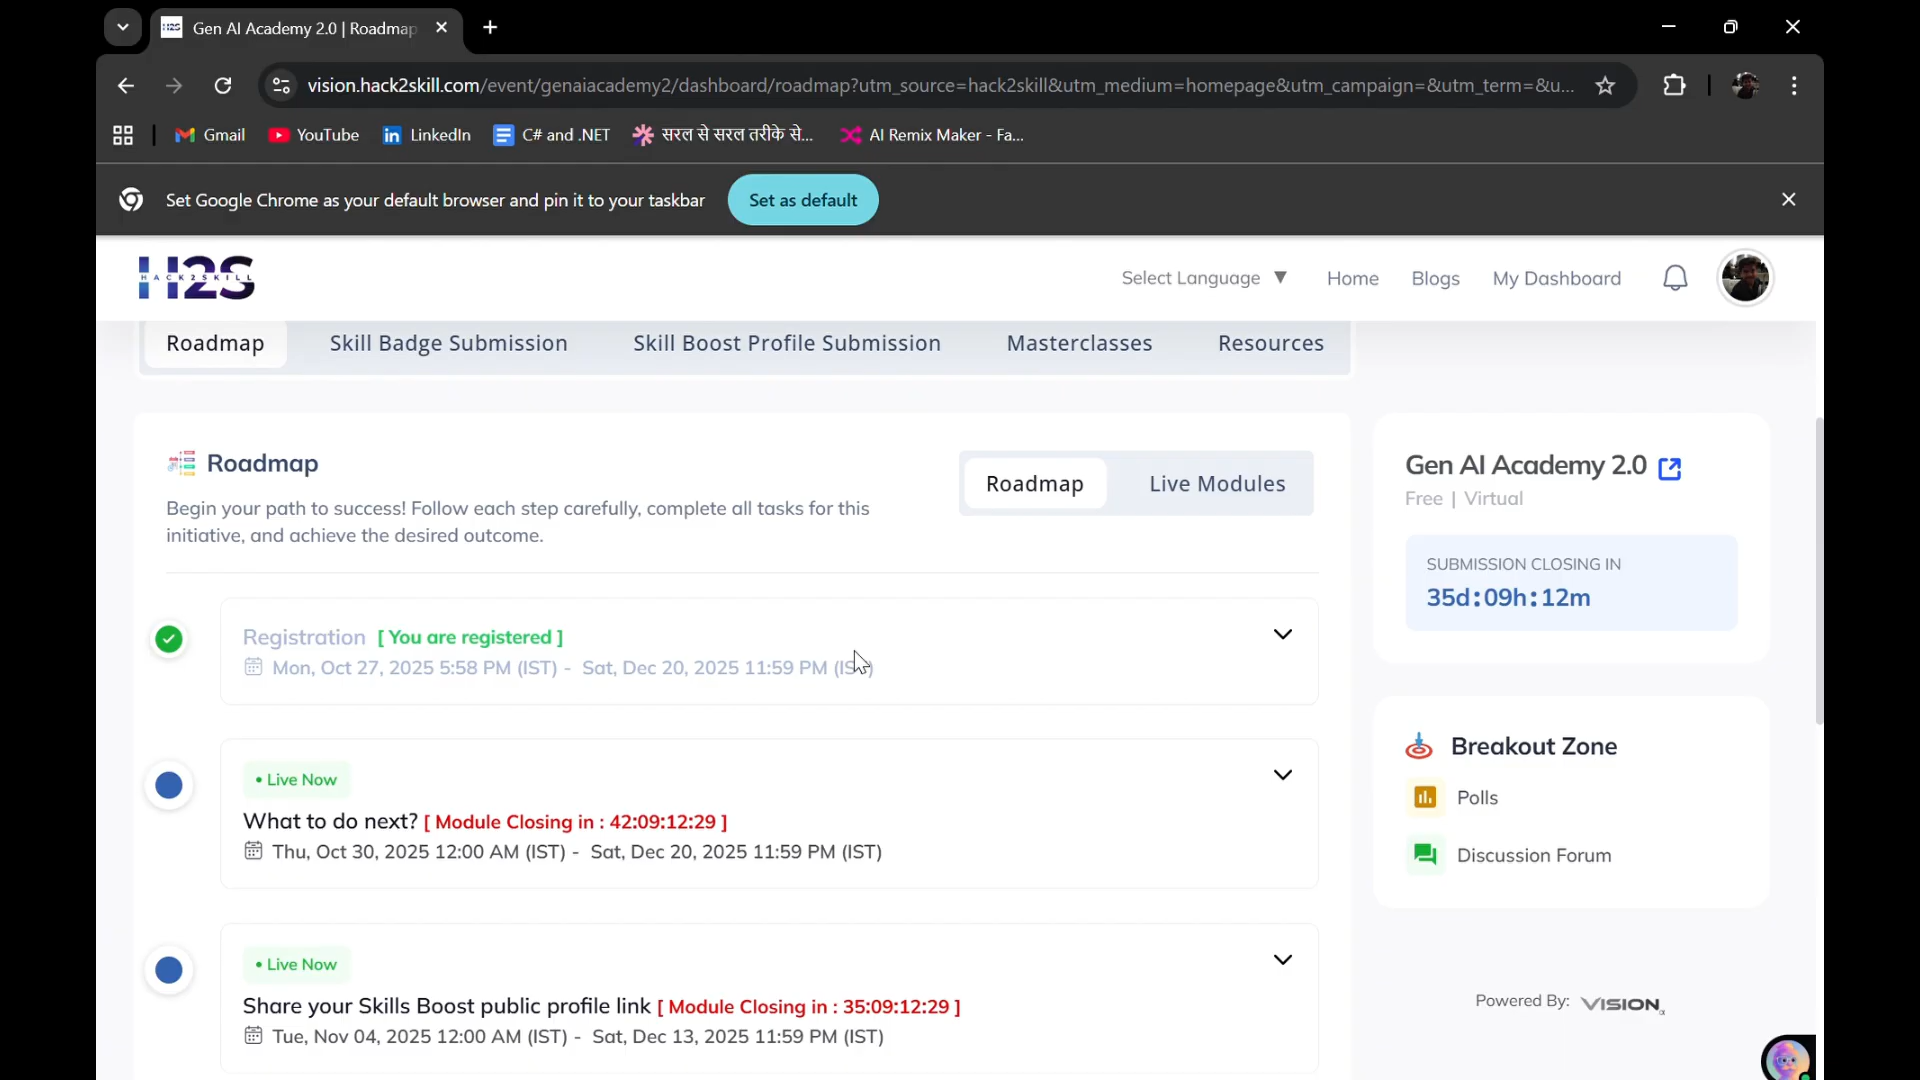 Gen AI Academy 2.0 | Roadmap
vision.hack2skill.com/event/genaiacademy2/dashboard/roadmap?utm_source=hack2skill&utm_medium=homepage&utm_campaign=&utm_term=&u...
Gmail YouTube LinkedIn C# and .NET सरल से सरल तरीके से... AI Remix Maker - Fa...
Set Google Chrome as your default browser and pin it to your taskbar Set as default
H2S
HACK2SKILL
Select Language ▼ Home Blogs My Dashboard
Roadmap Skill Badge Submission Skill Boost Profile Submission Masterclasses Resources
Roadmap
Begin your path to success! Follow each step carefully, complete all tasks for this
initiative, and achieve the desired outcome.
Roadmap Live Modules
Registration [ You are registered ]
Mon, Oct 27, 2025 5:58 PM (IST) - Sat, Dec 20, 2025 11:59 PM (IST)
• Live Now
What to do next? [ Module Closing in : 42:09:12:29 ]
Thu, Oct 30, 2025 12:00 AM (IST) - Sat, Dec 20, 2025 11:59 PM (IST)
• Live Now
Share your Skills Boost public profile link [ Module Closing in : 35:09:12:29 ]
Tue, Nov 04, 2025 12:00 AM (IST) - Sat, Dec 13, 2025 11:59 PM (IST)
Gen AI Academy 2.0
Free | Virtual
SUBMISSION CLOSING IN
35d:09h:12m
Breakout Zone
Polls
Discussion Forum
Powered By: VISION